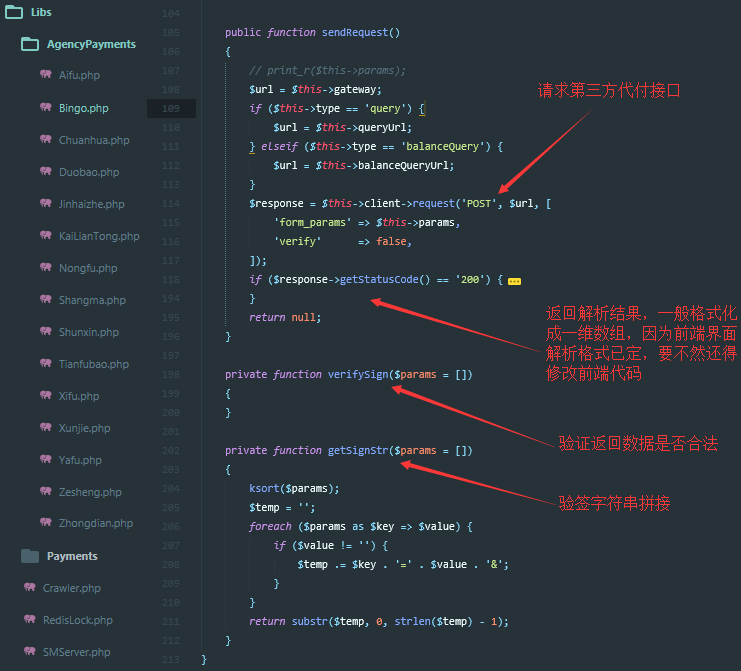 Libs
AgencyPayments
Aifu.php
Bingo.php
Chuanhua.php
Duobao.php
Jinhaizhe.php
KaiLianTong.php
Nongfu.php
Shangma.php
Shunxin.php
Tianfubao.php
Xifu.php
Xunjie.php
Yafu.php
Zesheng.php
Zhongdian.php
Payments
Crawler.php
RedisLock.php
SMServer.php
104
105 public function sendRequest()
106 {
107 // print_r($this->params);
108 $url = $this->gateway;
109 if ($this->type == 'query') {
110 $url = $this->queryUrl;
111 } elseif ($this->type == 'balanceQuery') {
112 $url = $this->balanceQueryUrl;
113 }
114 $response = $this->client->request('POST', $url, [
115 'form_params' => $this->params,
116 'verify' => false,
117 ]);
118 if ($response->getStatusCode() == '200') {
194 }
195 return null;
196 }
197
198 private function verifySign($params = [])
199 {
200 }
201
202 private function getSignStr($params = [])
203 {
204 ksort($params);
205 $temp = '';
206 foreach ($params as $key => $value) {
207 if ($value != '') {
208 $temp .= $key . '=' . $value . '&';
209 }
210 }
211 return substr($temp, 0, strlen($temp) - 1);
212 }
213 }
请求第三方代付接口
返回解析结果，一般格式化
成一维数组，因为前端界面
解析格式已定，要不然还得
修改前端代码
验证返回数据是否合法
验签字符串拼接